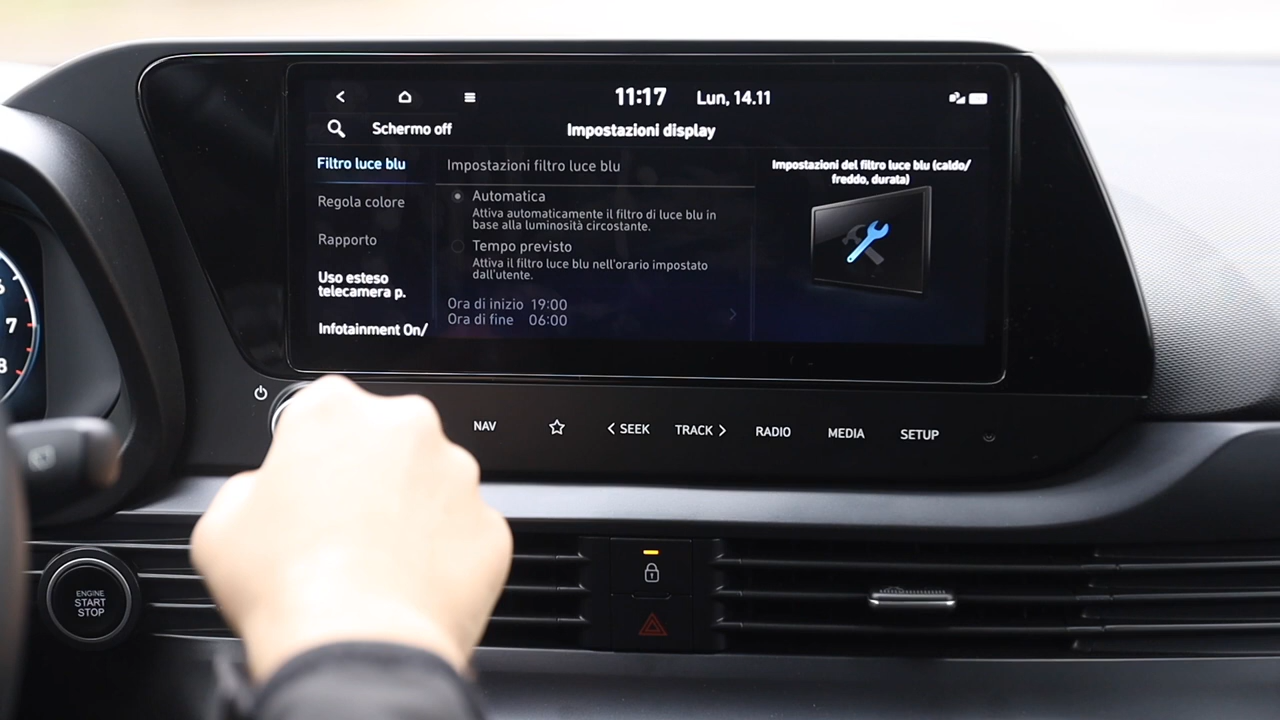 11:17 Lun, 14.11
Schermo off
Impostazioni display
Filtro luce blu
Regola colore
Rapporto
Uso esteso
telecamera p.
Infotainment On/
Impostazioni filtro luce blu
Automatica
Attiva automaticamente il filtro di luce blu in
base alla luminosità circostante.
Tempo previsto
Attiva il filtro luce blu nell'orario impostato
dall'utente.
Ora di inizio 19:00
Ora di fine 06:00
Impostazioni del filtro luce blu (caldo/
freddo, durata)
NAV
SEEK
TRACK
RADIO
MEDIA
SETUP
6
7
8
ENGINE
START
STOP